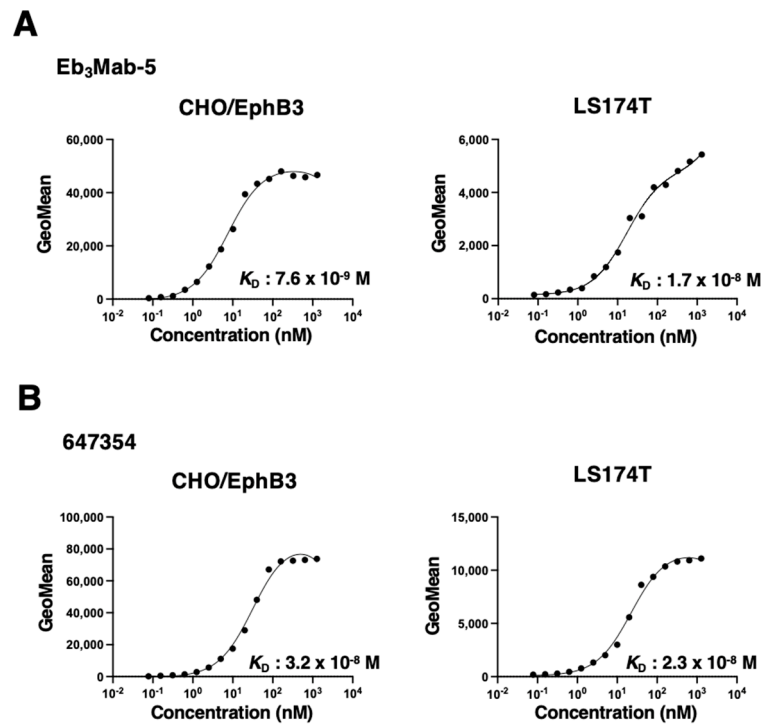 A
Eb₃Mab-5
CHO/EphB3
LS174T
60,000
40,000
20,000
0
GeoMean
K_D : 7.6 x 10⁻⁹ M
10⁻² 10⁻¹ 10⁰ 10¹ 10² 10³ 10⁴
Concentration (nM)
6,000
4,000
2,000
0
GeoMean
K_D : 1.7 x 10⁻⁸ M
10⁻² 10⁻¹ 10⁰ 10¹ 10² 10³ 10⁴
Concentration (nM)
B
647354
CHO/EphB3
LS174T
100,000
80,000
60,000
40,000
20,000
0
GeoMean
K_D : 3.2 x 10⁻⁸ M
10⁻² 10⁻¹ 10⁰ 10¹ 10² 10³ 10⁴
Concentration (nM)
15,000
10,000
5,000
0
GeoMean
K_D : 2.3 x 10⁻⁸ M
10⁻² 10⁻¹ 10⁰ 10¹ 10² 10³ 10⁴
Concentration (nM)